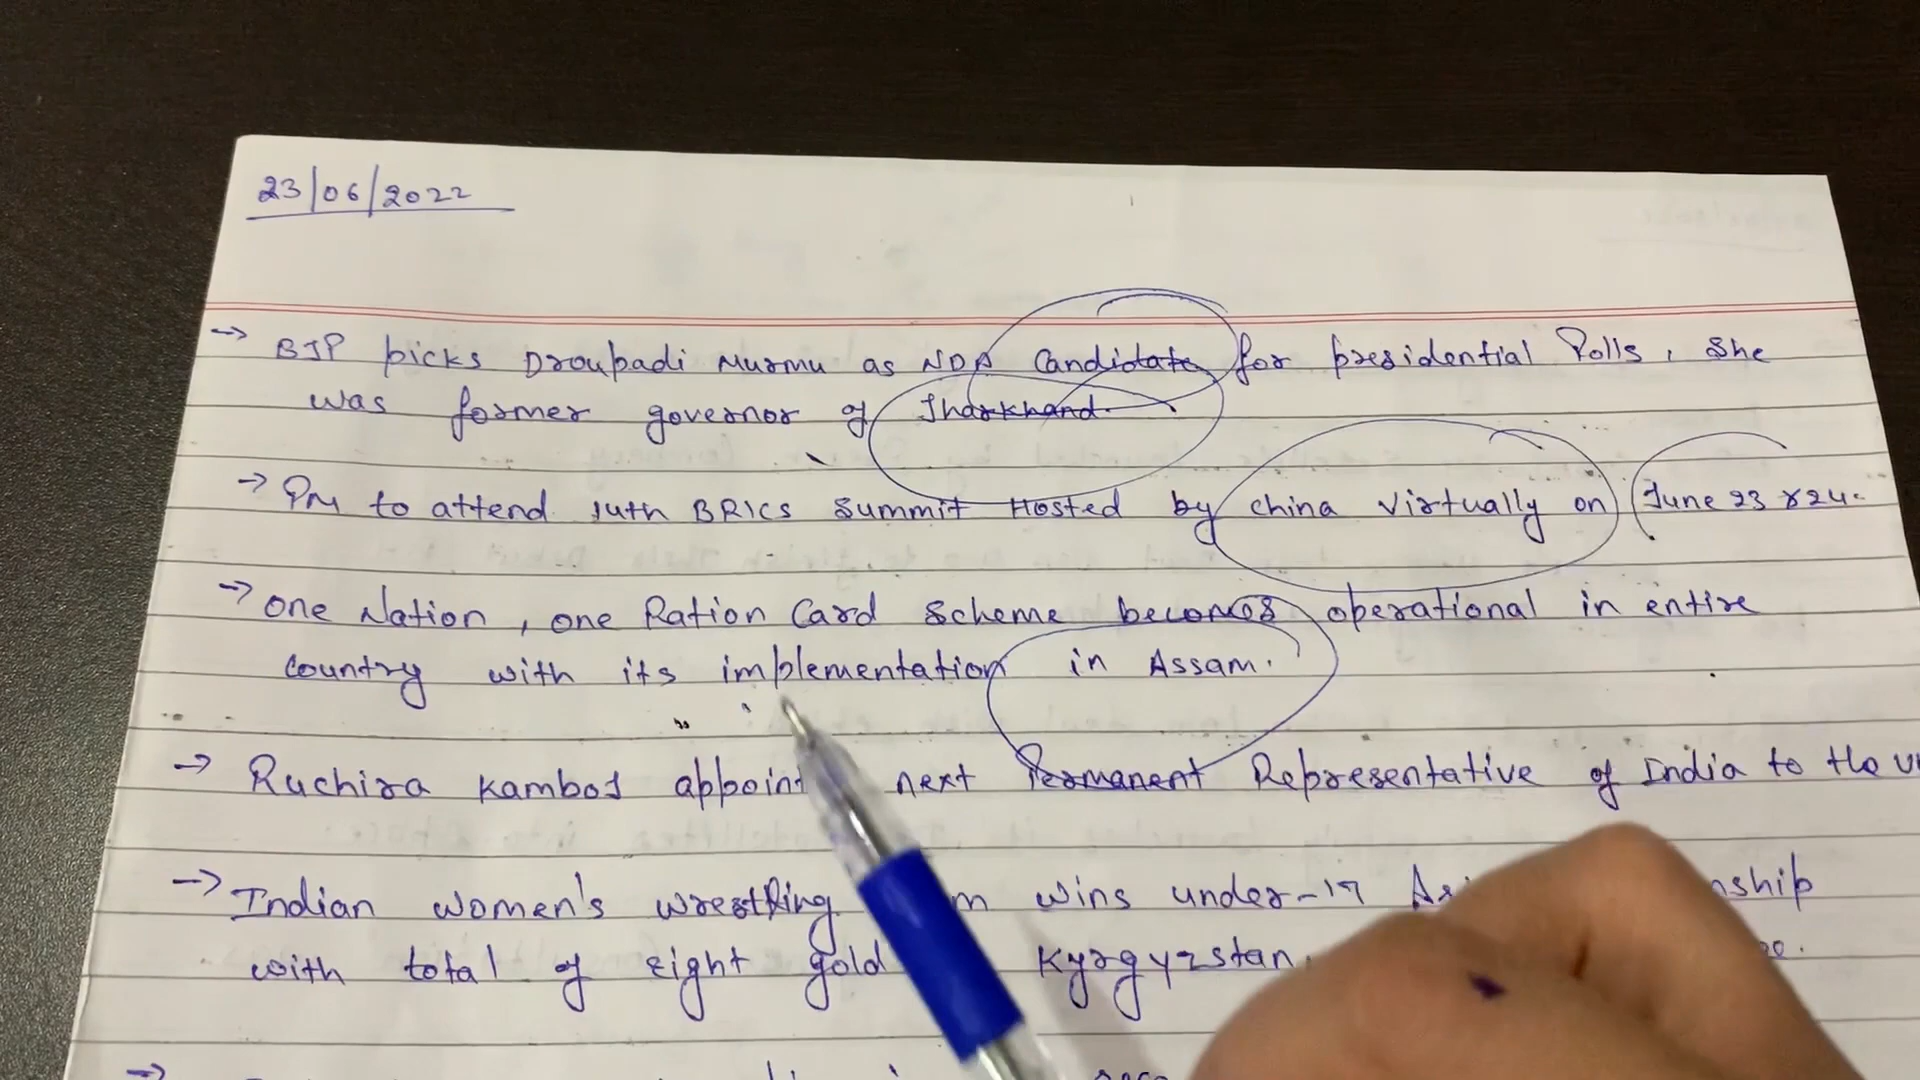 23/06/2022
→ BJP picks Droupadi Murmu as NDA Candidate for presidential Polls, She
was former governor of Jharkhand.
→ PM to attend 14th BRICS Summit Hosted by China Virtually on June 23 & 24.
→ One Nation, one Ration Card Scheme becomes operational in entire
Country with its implementation in Assam.
→ Ruchira Kamboj appoint next Permanent Representative of India to the
→ Indian women's wrestling wins under-17
with total of eight gold Kyrgyzstan,